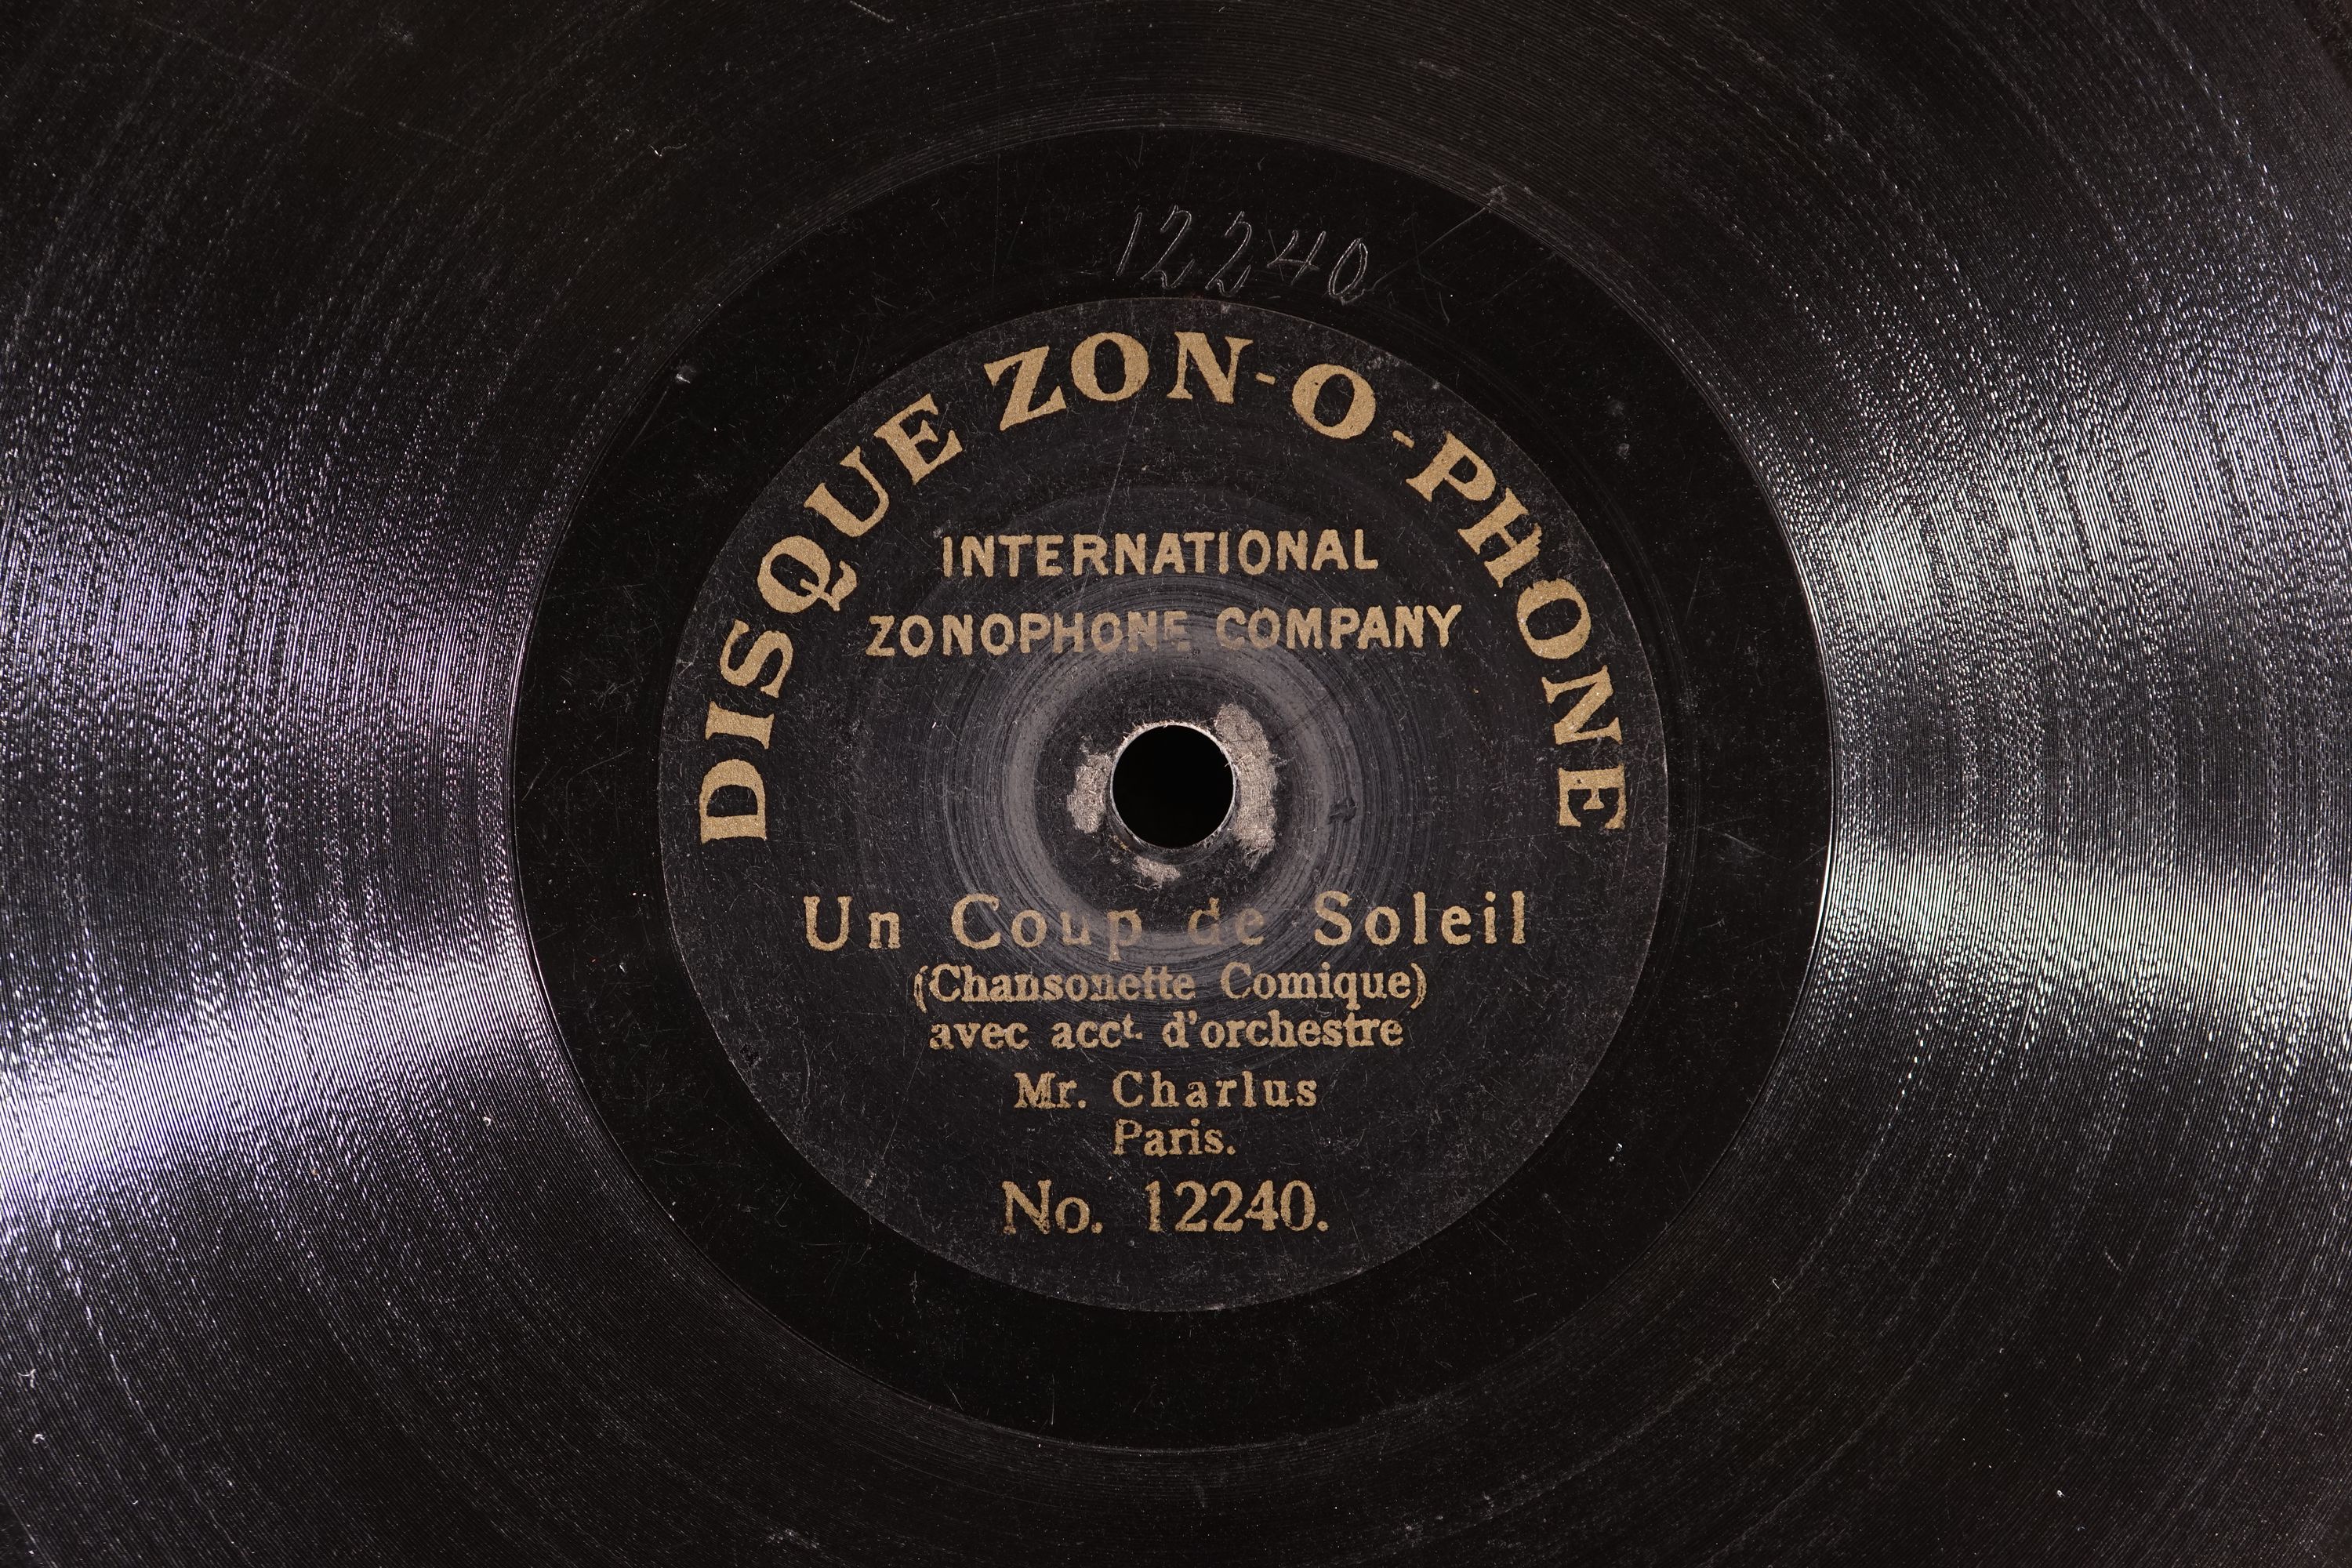 12240
DISQUE ZON-O-PHONE
INTERNATIONAL
ZONOPHONE COMPANY
Un Coup de Soleil
(Chansonette Comique)
avec acct. d'orchestre
Mr. Charlus
Paris.
No. 12240.